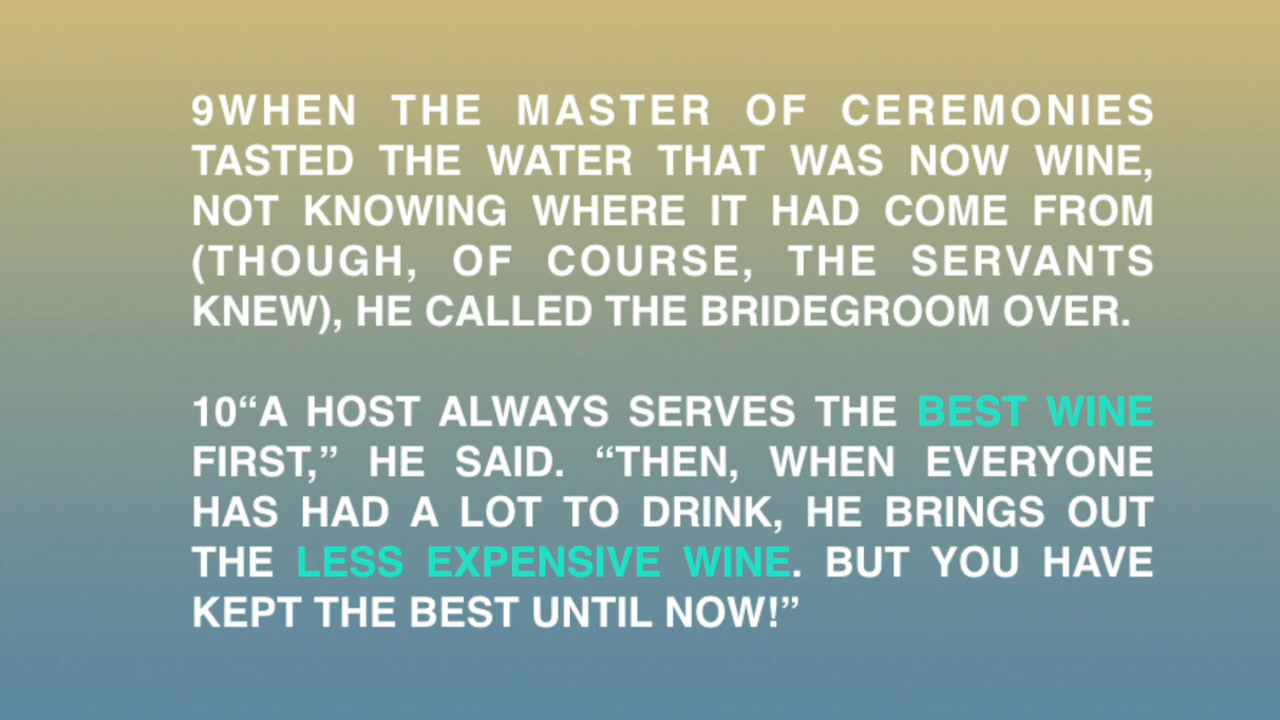 9WHEN THE MASTER OF CEREMONIES
TASTED THE WATER THAT WAS NOW WINE,
NOT KNOWING WHERE IT HAD COME FROM
(THOUGH, OF COURSE, THE SERVANTS
KNEW), HE CALLED THE BRIDEGROOM OVER.
10“A HOST ALWAYS SERVES THE BEST WINE
FIRST,” HE SAID. “THEN, WHEN EVERYONE
HAS HAD A LOT TO DRINK, HE BRINGS OUT
THE LESS EXPENSIVE WINE. BUT YOU HAVE
KEPT THE BEST UNTIL NOW!”